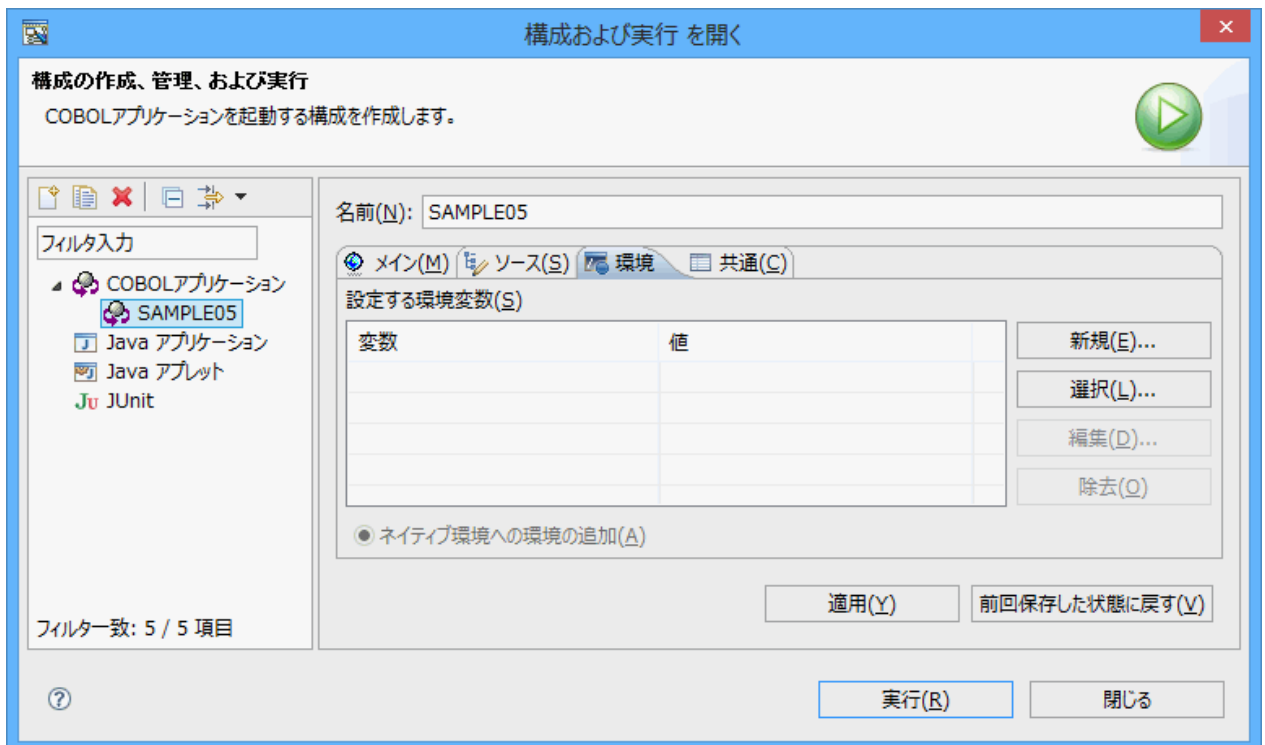 構成および実行 を開く
構成の作成、管理、および実行
COBOLアプリケーションを起動する構成を作成します。
フィルタ入力
COBOLアプリケーション
SAMPLE05
Java アプリケーション
Java アプレット
JUnit
フィルター致: 5 / 5 項目
名前(N): SAMPLE05
メイン(M) ソース(S) 環境 共通(C)
設定する環境変数(S)
変数 値
新規(E)...
選択(L)...
編集(D)...
除去(O)
ネイティブ環境への環境の追加(A)
適用(Y) 前回保存した状態に戻す(V)
実行(R) 閉じる